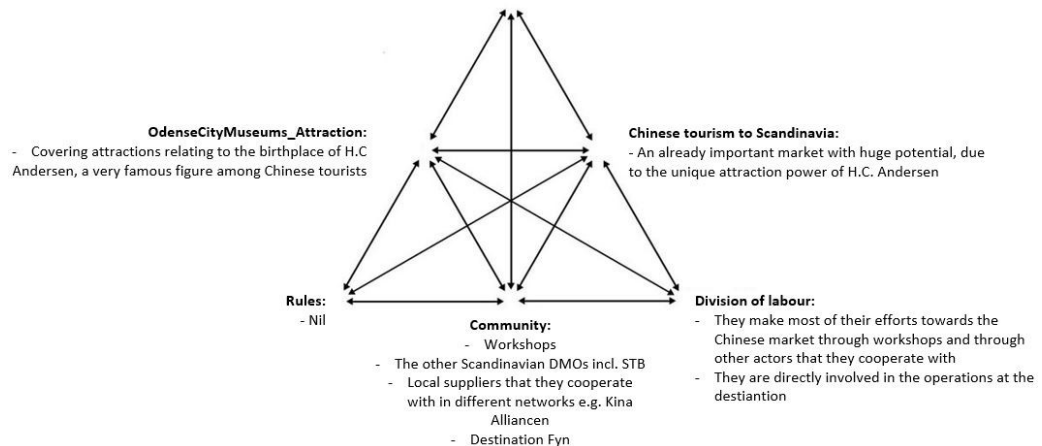 OdenseCityMuseums_Attraction:
- Covering attractions relating to the birthplace of H.C
Andersen, a very famous figure among Chinese tourists
Chinese tourism to Scandinavia:
- An already important market with huge potential, due
to the unique attraction power of H.C. Andersen
Rules:
- Nil
Community:
- Workshops
- The other Scandinavian DMOs incl. STB
- Local suppliers that they cooperate
with in different networks e.g. Kina
Alliancen
- Destination Fyn
Division of labour:
- They make most of their efforts towards the
Chinese market through workshops and through
other actors that they cooperate with
- They are directly involved in the operations at the
destiantion